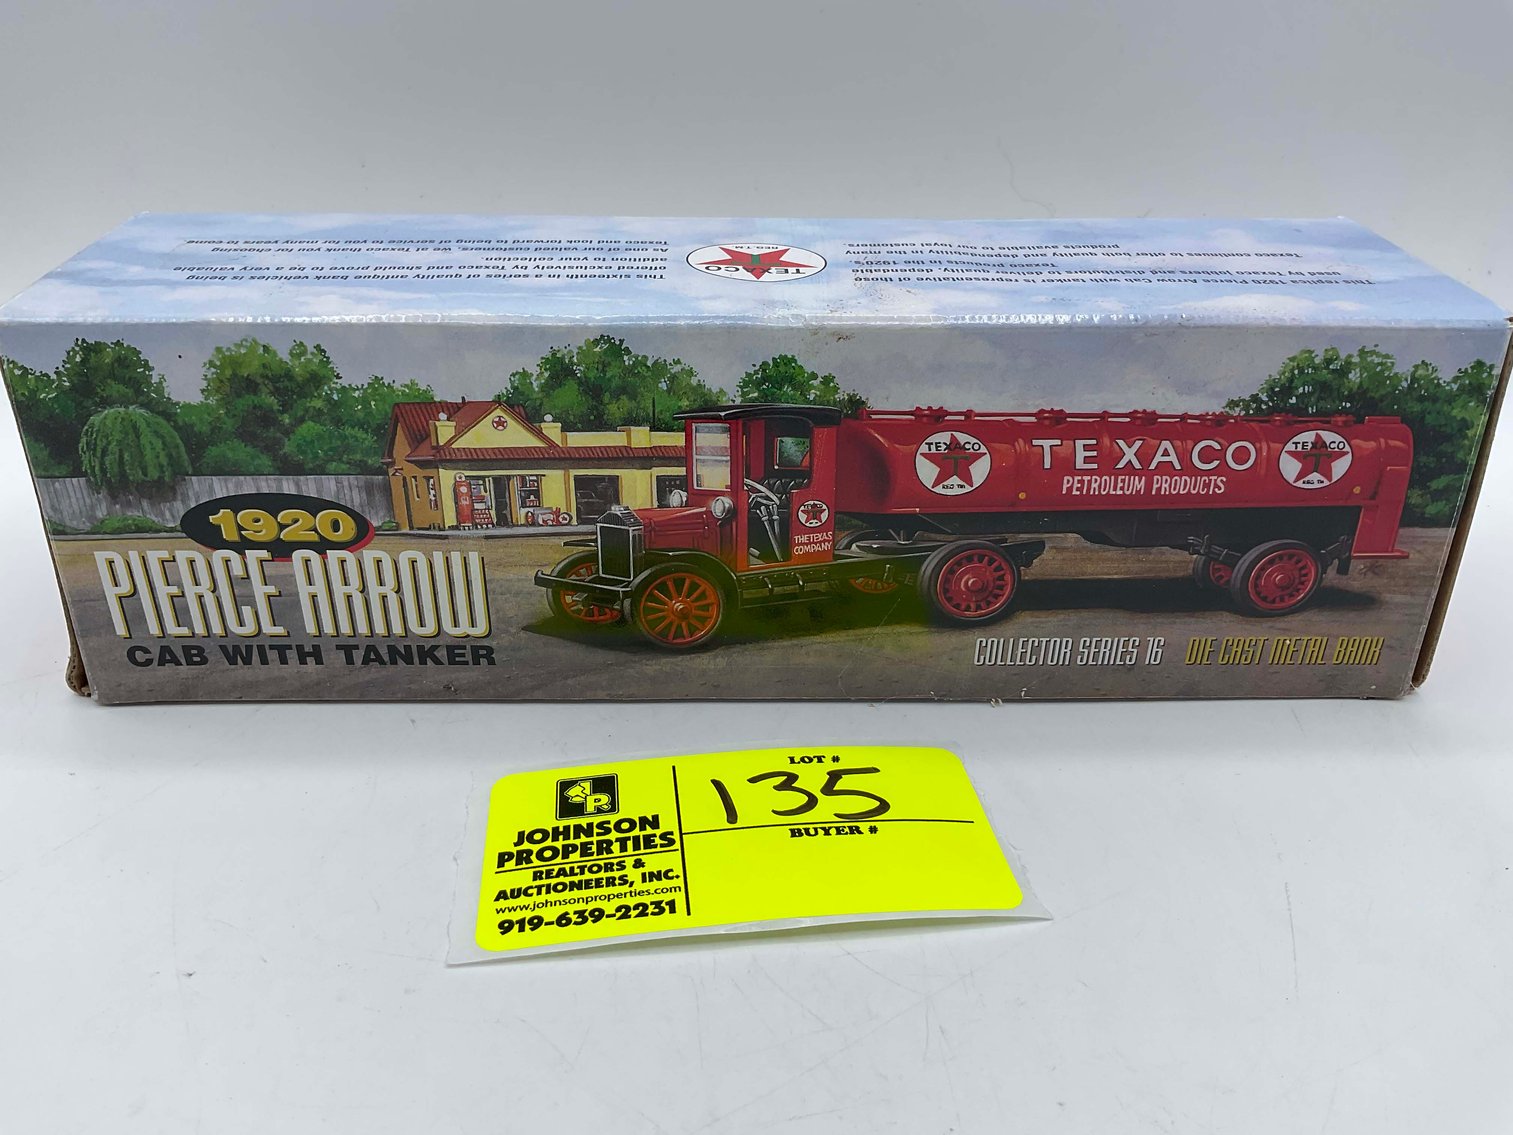 This replica 1920 Pierce Arrow Cab with tanker is representative of those
used by Texaco jobbers and distributors to deliver quality, dependable
Texaco in the 1920's.
Texaco continues to offer both quality and dependability in the many
products available to our loyal customers.
TEXACO
T
REG. T.M.
This sixteenth in a series of quality antique bank vehicles is being
offered exclusively by Texaco and should prove to be a very valuable
addition to your collection.
As one of our valued customers, we at Texaco thank you for choosing
Texaco and look forward to being of service to you for many years to come
1920
PIERCE ARROW
CAB WITH TANKER
TEXACO
T
REG TM
TEXACO
PETROLEUM PRODUCTS
TEXACO
T
REG TM
TEXACO
T
THE TEXAS
COMPANY
COLLECTOR SERIES 16 DIE CAST METAL BANK
JP
JOHNSON
PROPERTIES
REALTORS &
AUCTIONEERS, INC.
www.johnsonproperties.com
919-639-2231
LOT #
135
BUYER #